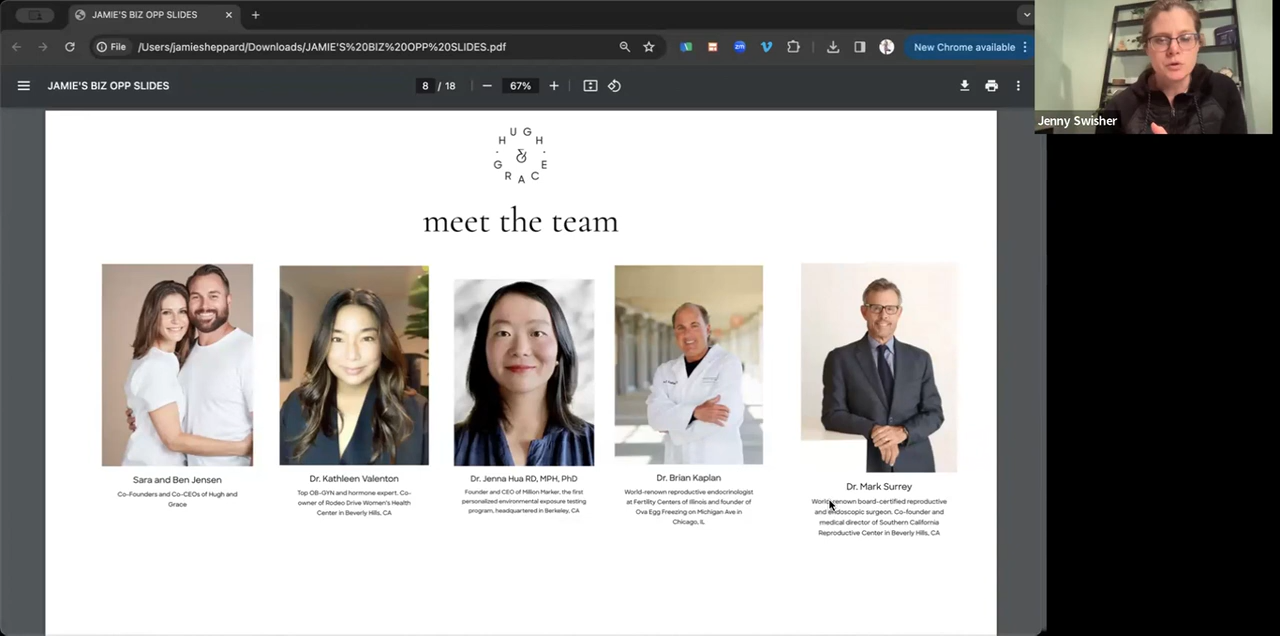 JAMIE'S BIZ OPP SLIDES
File /Users/jamiesheppard/Downloads/JAMIE'S%20BIZ%20OPP%20SLIDES.pdf
zm
New Chrome available
JAMIE'S BIZ OPP SLIDES
8 / 18
67%
Jenny Swisher
HUGH
&
GRACE
meet the team
Sara and Ben Jensen
Co-Founders and Co-CEOs of Hugh and
Grace
Dr. Kathleen Valenton
Top OB-GYN and hormone expert. Co-
owner of Rodeo Drive Women's Health
Center in Beverly Hills, CA
Dr. Jenna Hua RD, MPH, PhD
Founder and CEO of Million Marker, the first
personalized environmental exposure testing
program, headquartered in Berkeley, CA
Dr. Brian Kaplan
World-renown reproductive endocrinologist
at Fertility Centers of Illinois and founder of
Ova Egg Freezing on Michigan Ave in
Chicago, IL
Dr. Mark Surrey
World-renown board-certified reproductive
and endoscopic surgeon. Co-founder and
medical director of Southern California
Reproductive Center in Beverly Hills, CA